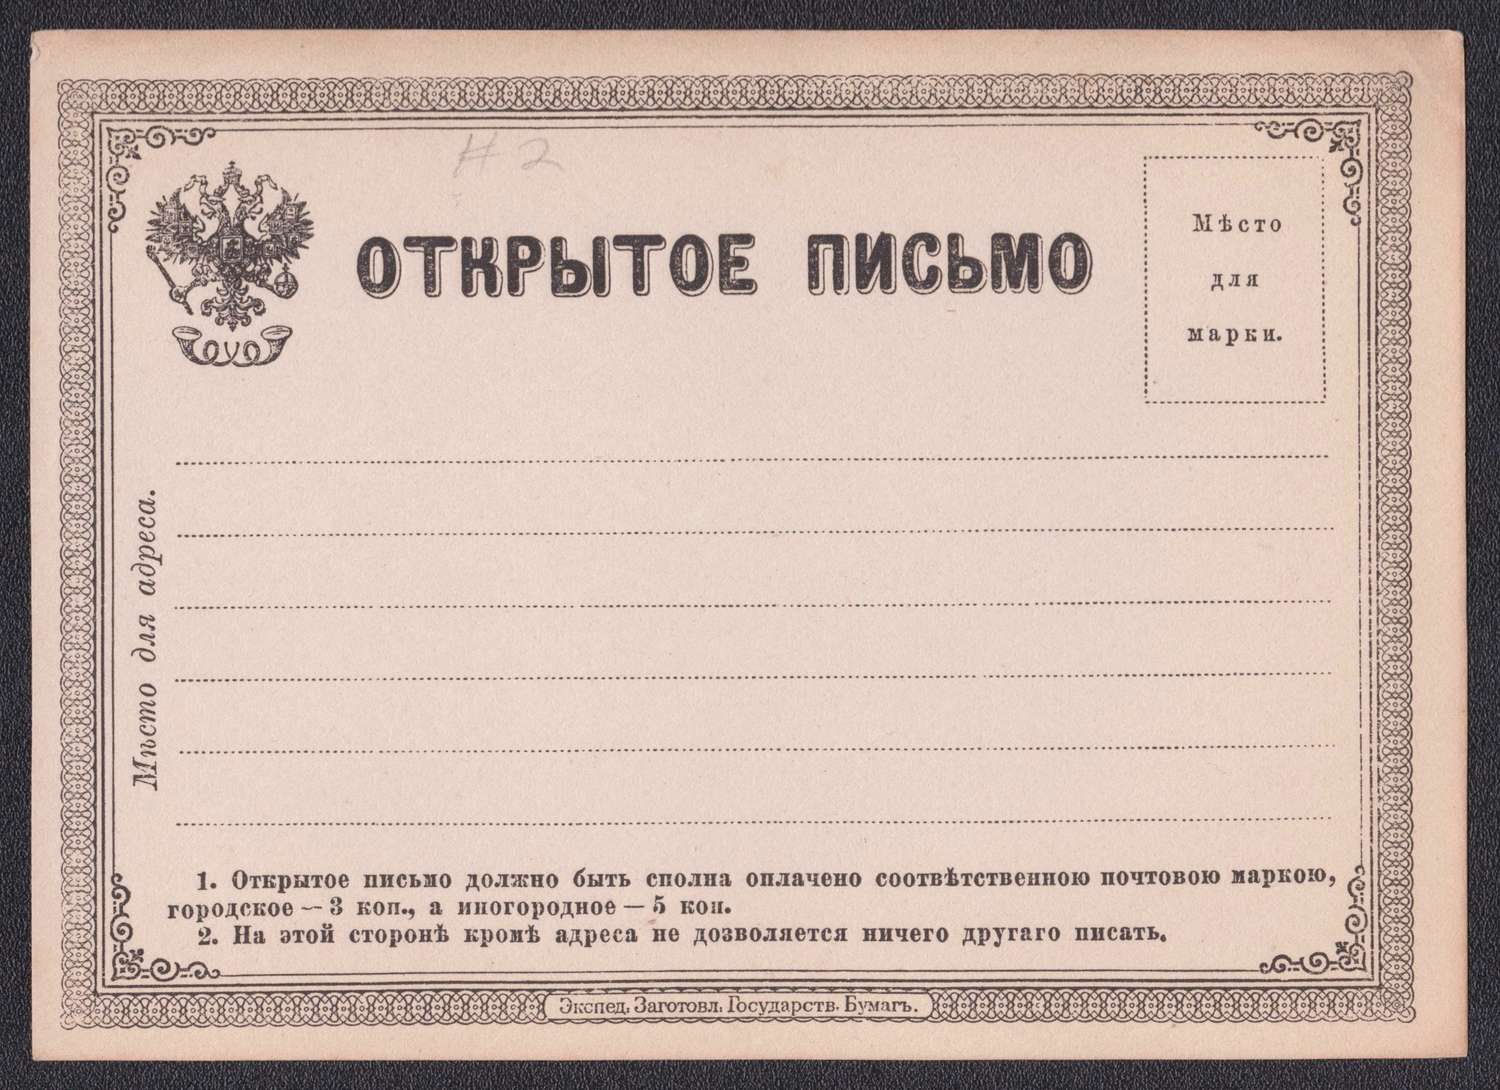 # 2
ОТКРЫТОЕ ПИСЬМО
Мѣсто
для
марки.
Мѣсто для адреса.
1. Открытое письмо должно быть сполна оплачено соотвѣтственною почтовою маркою,
городское — 3 коп., а иногородное — 5 коп.
2. На этой сторонѣ кромѣ адреса не дозволяется ничего другаго писать.
Экспед. Заготовл. Государств. Бумагъ.